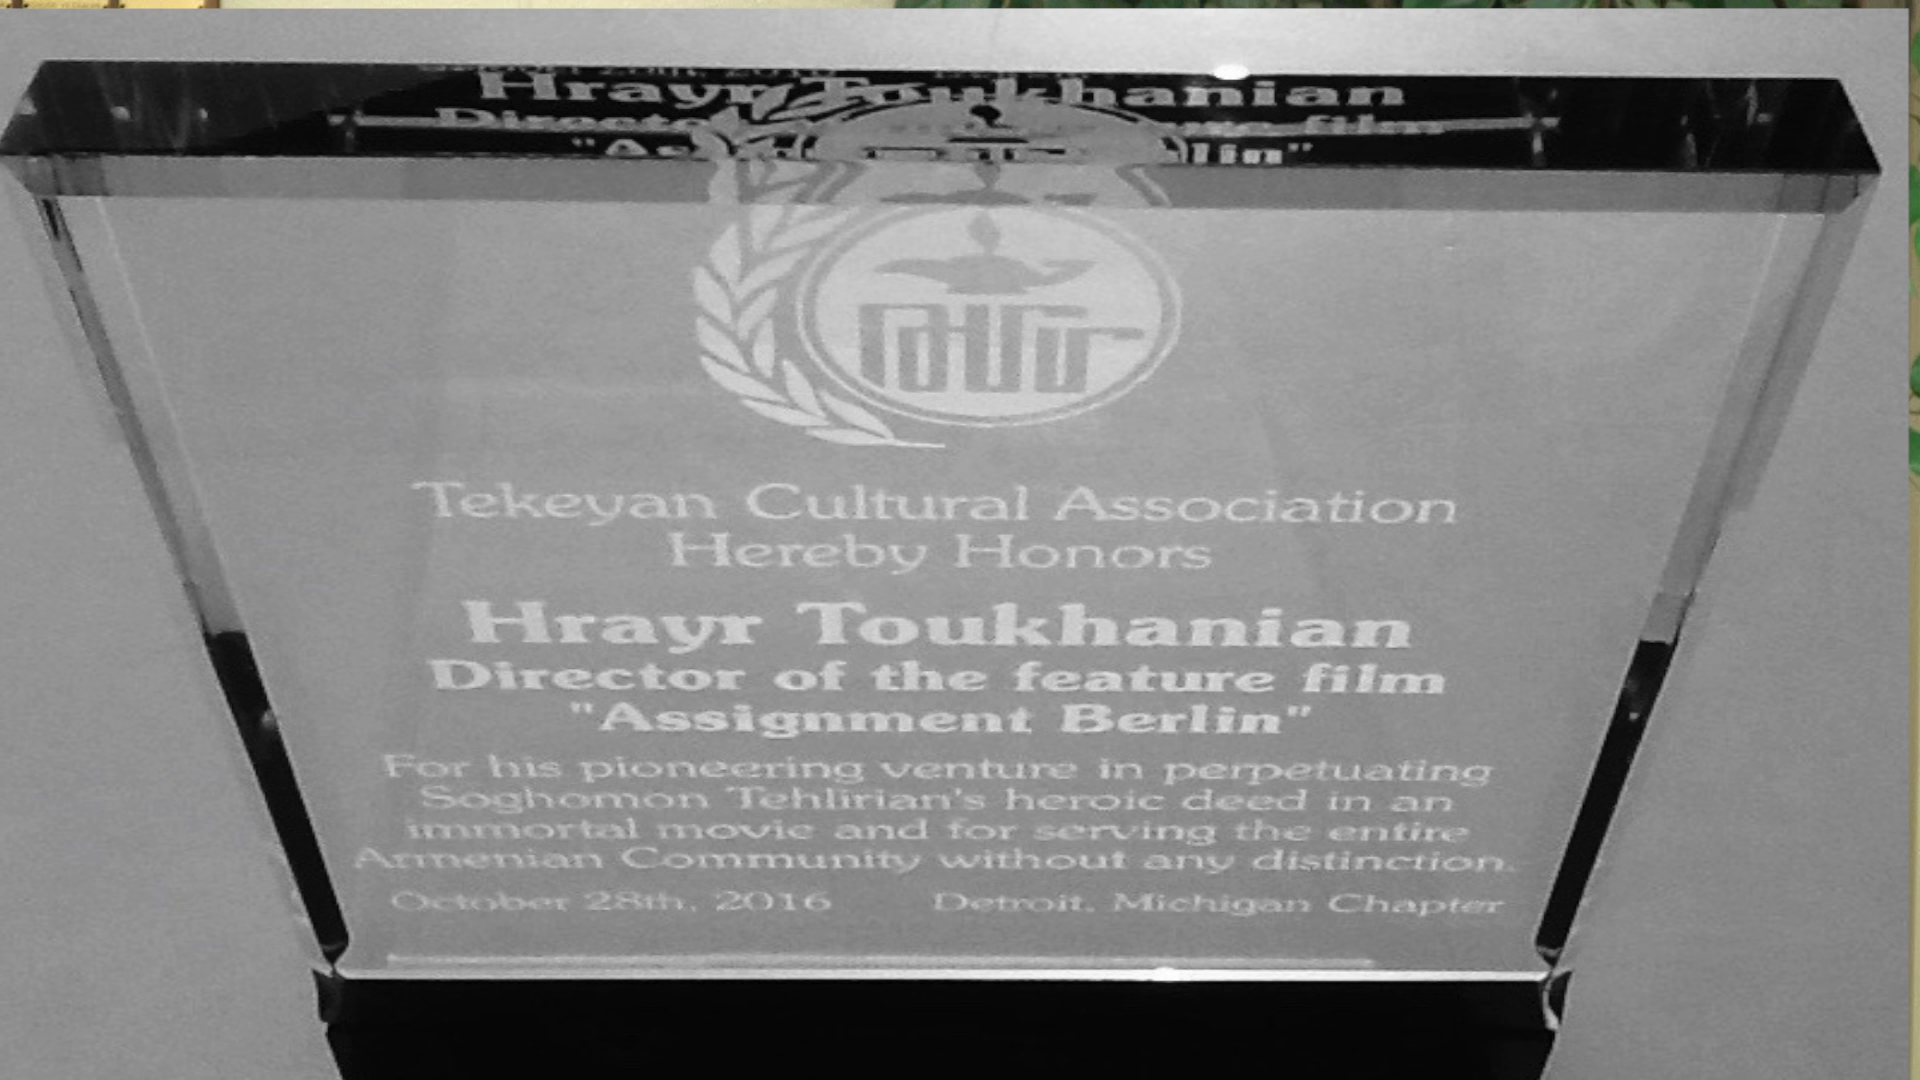 Tekeyan Cultural Association
Hereby Honors
Hrayr Toukhanian
Director of the feature film
"Assignment Berlin"
For his pioneering venture in perpetuating
Soghomon Tehlirian's heroic deed in an
immortal movie and for serving the entire
Armenian Community without any distinction.
October 28th, 2016 Detroit, Michigan Chapter